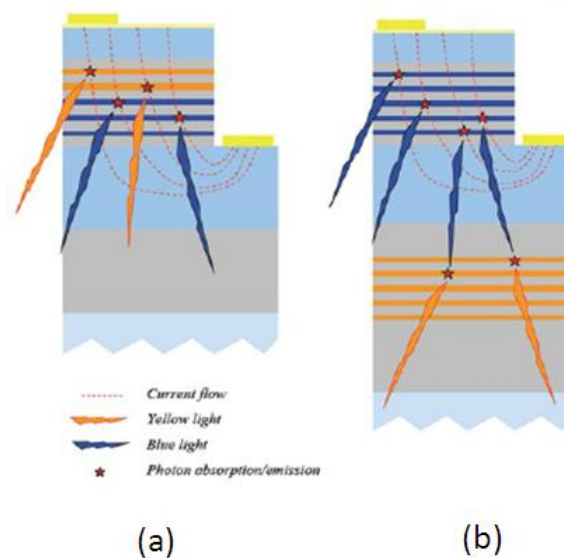 Current flow
Yellow light
Blue light
Photon absorption/emission
(a)
(b)